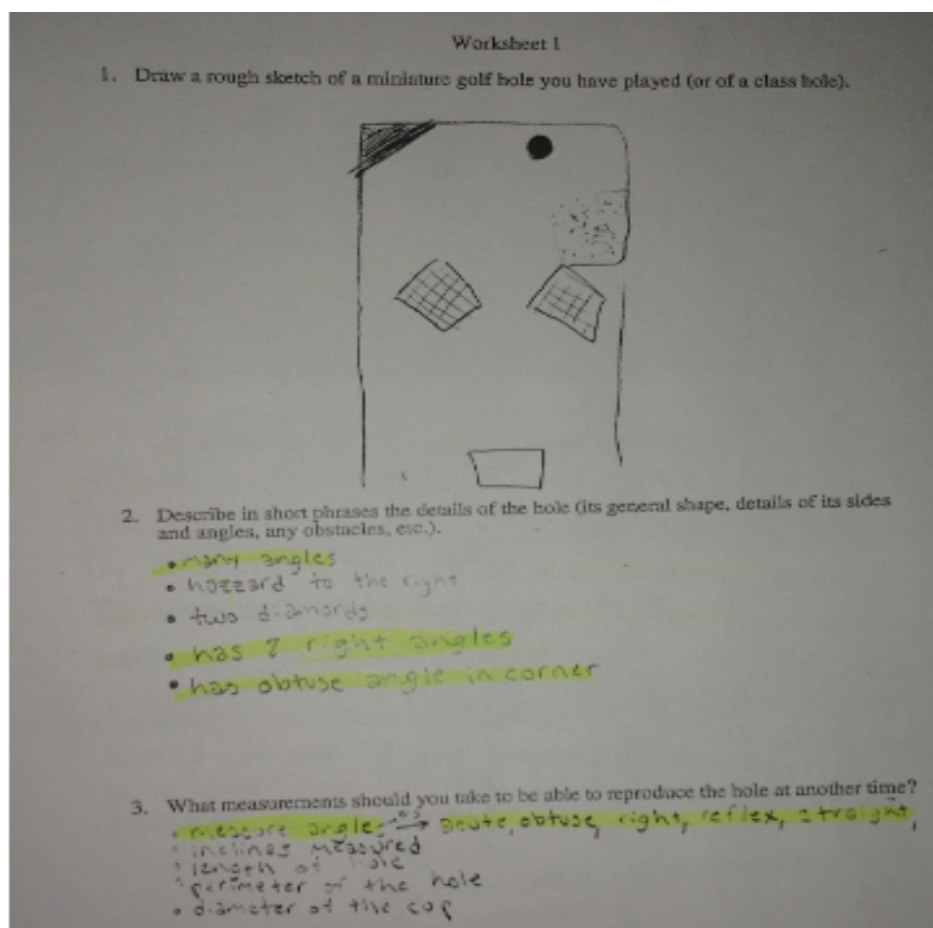 Worksheet 1
1. Draw a rough sketch of a miniature golf hole you have played (or of a class hole).
2. Describe in short phrases the details of the hole (its general shape, details of its sides
and angles, any obstacles, etc.).
• many angles
• hazzard to the right
• two diamonds
• has 8 right angles
• has obtuse angle in corner
3. What measurements should you take to be able to reproduce the hole at another time?
• measure angles → acute, obtuse, right, reflex, straight,
• inclines measured
• length of hole
• perimeter of the hole
• diameter of the cup